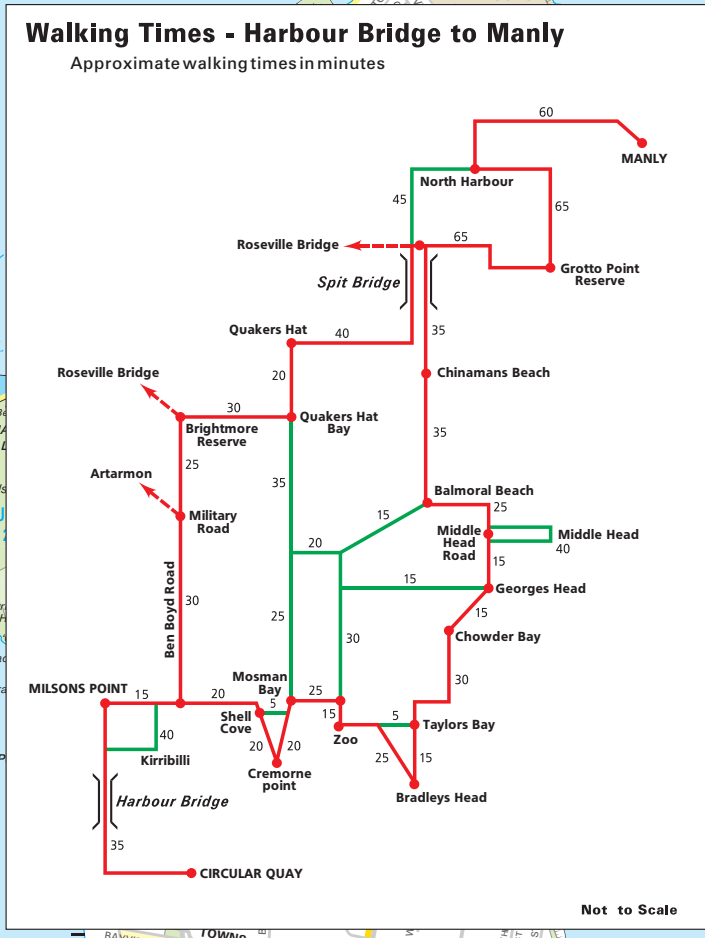 Walking Times - Harbour Bridge to Manly
Approximate walking times in minutes
60
MANLY
North Harbour
45
65
Roseville Bridge
65
Grotto Point
Reserve
Spit Bridge
Quakers Hat
40
35
Roseville Bridge
20
Chinamans Beach
30
Brightmore
Reserve
Quakers Hat
Bay
35
25
Artarmon
35
Military
Road
Balmoral Beach
15
25
Middle
Head
Road
Middle Head
40
20
15
15
Georges Head
Ben Boyd Road
30
25
15
Chowder Bay
30
30
Mosman
Bay
MILSONS POINT
15
20
25
5
Shell
Cove
15
5
Taylors Bay
40
20
20
Zoo
25
15
Kirribilli
Cremorne
point
Bradleys Head
Harbour Bridge
35
CIRCULAR QUAY
Not to Scale